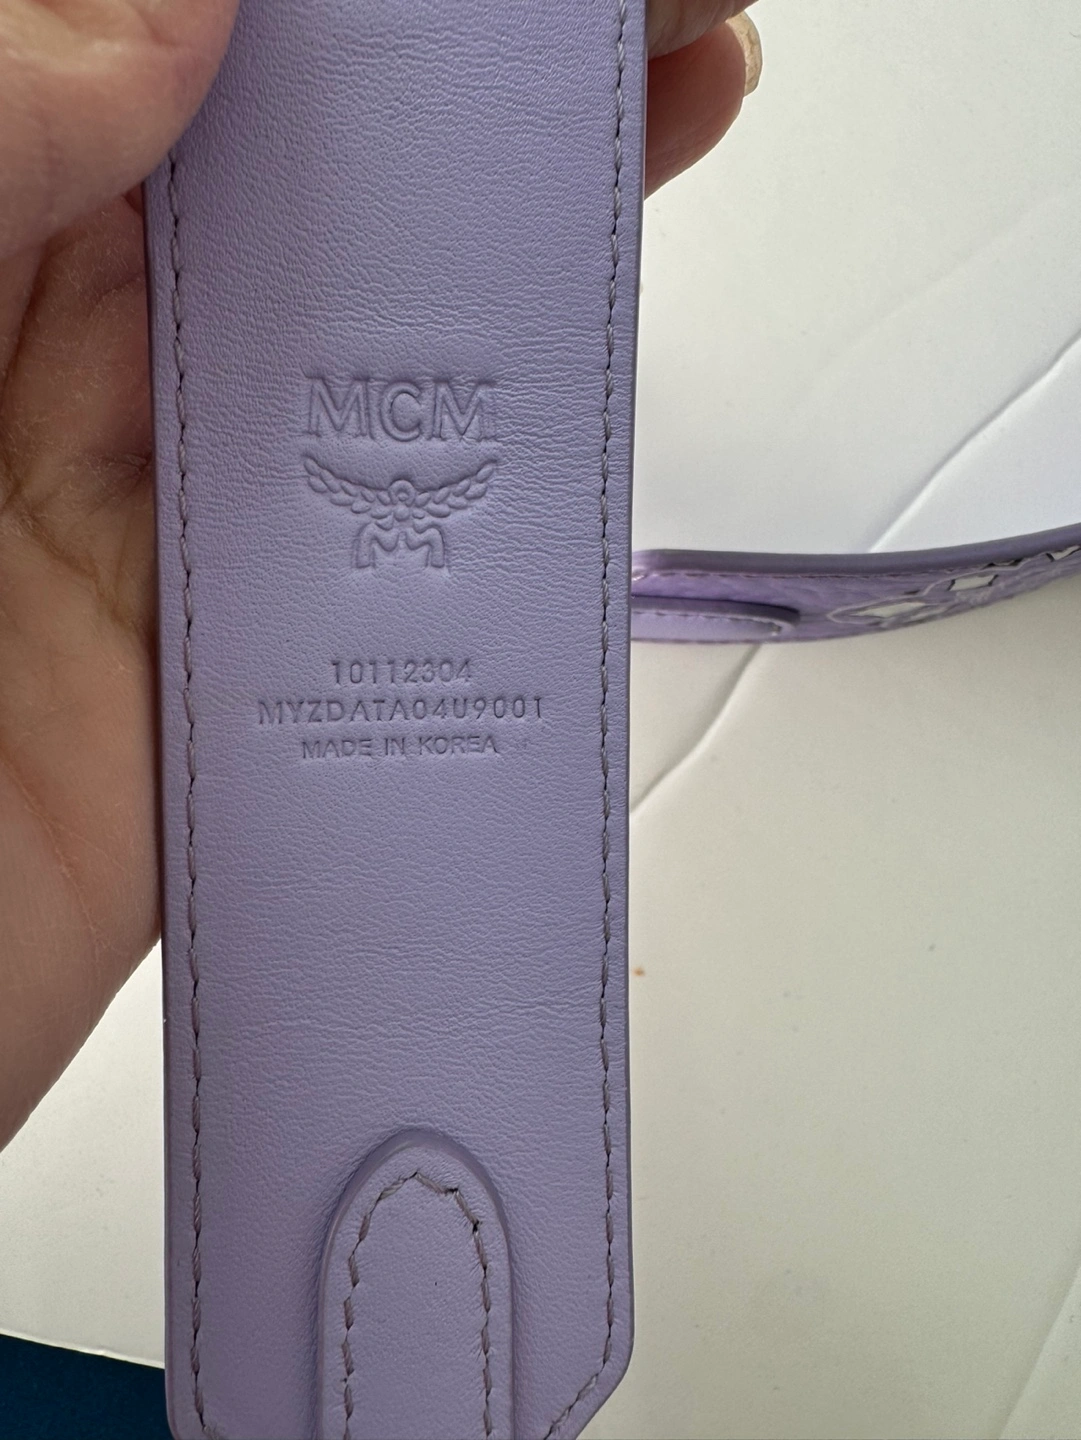 MCM
10112304
MYZDATA04U9001
MADE IN KOREA